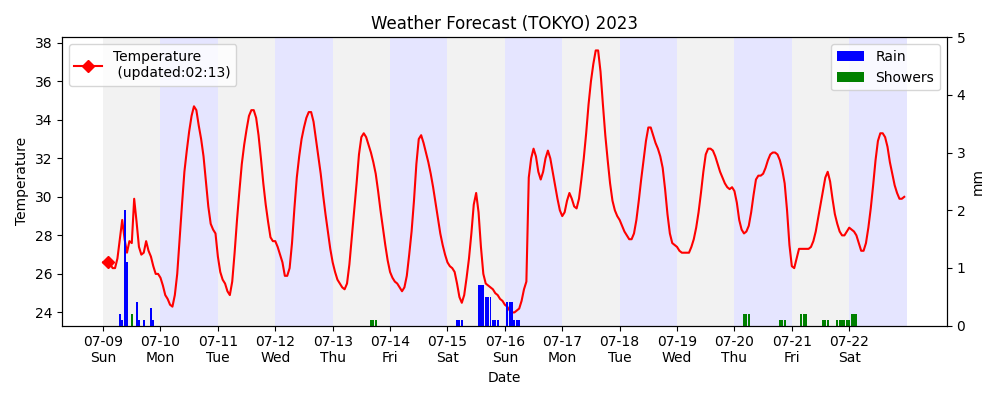 Weather Forecast (TOKYO) 2023
Temperature
(updated:02:13)
Rain
Showers
Temperature
38
36
34
32
30
28
26
24
5
4
3
2
1
0
mm
07-09 07-10 07-11 07-12 07-13 07-14 07-15 07-16 07-17 07-18 07-19 07-20 07-21 07-22
Sun Mon Tue Wed Thu Fri Sat Sun Mon Tue Wed Thu Fri Sat
Date